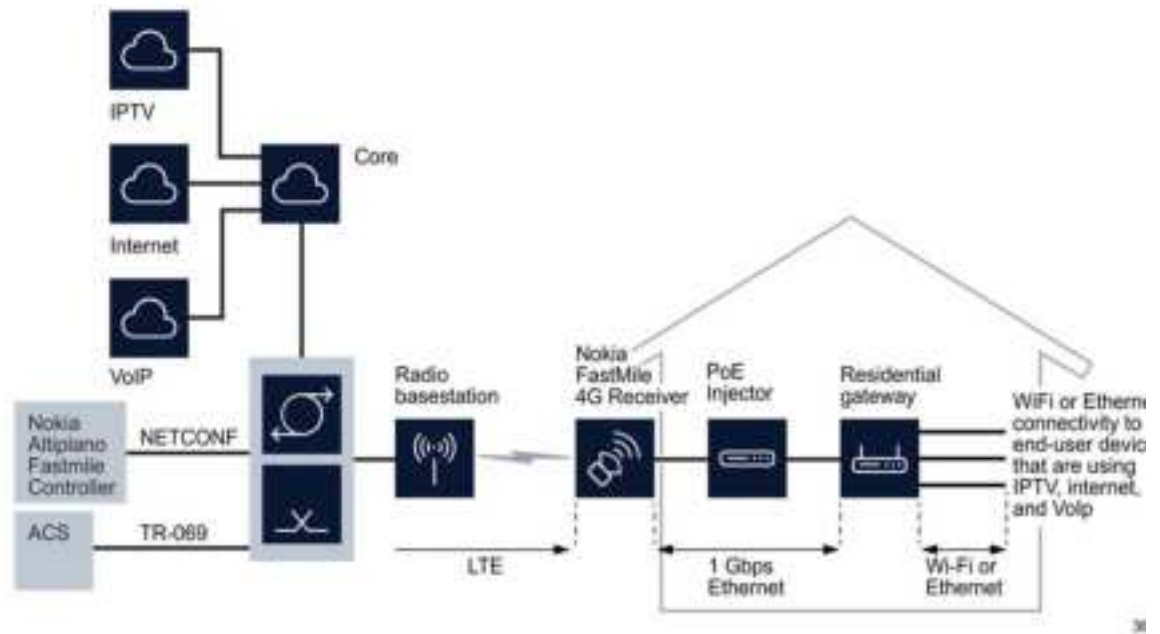 IPTV
Core
Internet
VoIP
Nokia
Altiplano
Fastmile
Controller
NETCONF
ACS
TR-069
Radio
basestation
LTE
Nokia
FastMile
4G Receiver
PoE
Injector
Residential
gateway
WiFi or Etherne
connectivity to
end-user devic
that are using
IPTV, internet,
and VoIp
1 Gbps
Ethernet
Wi-Fi or
Ethernet